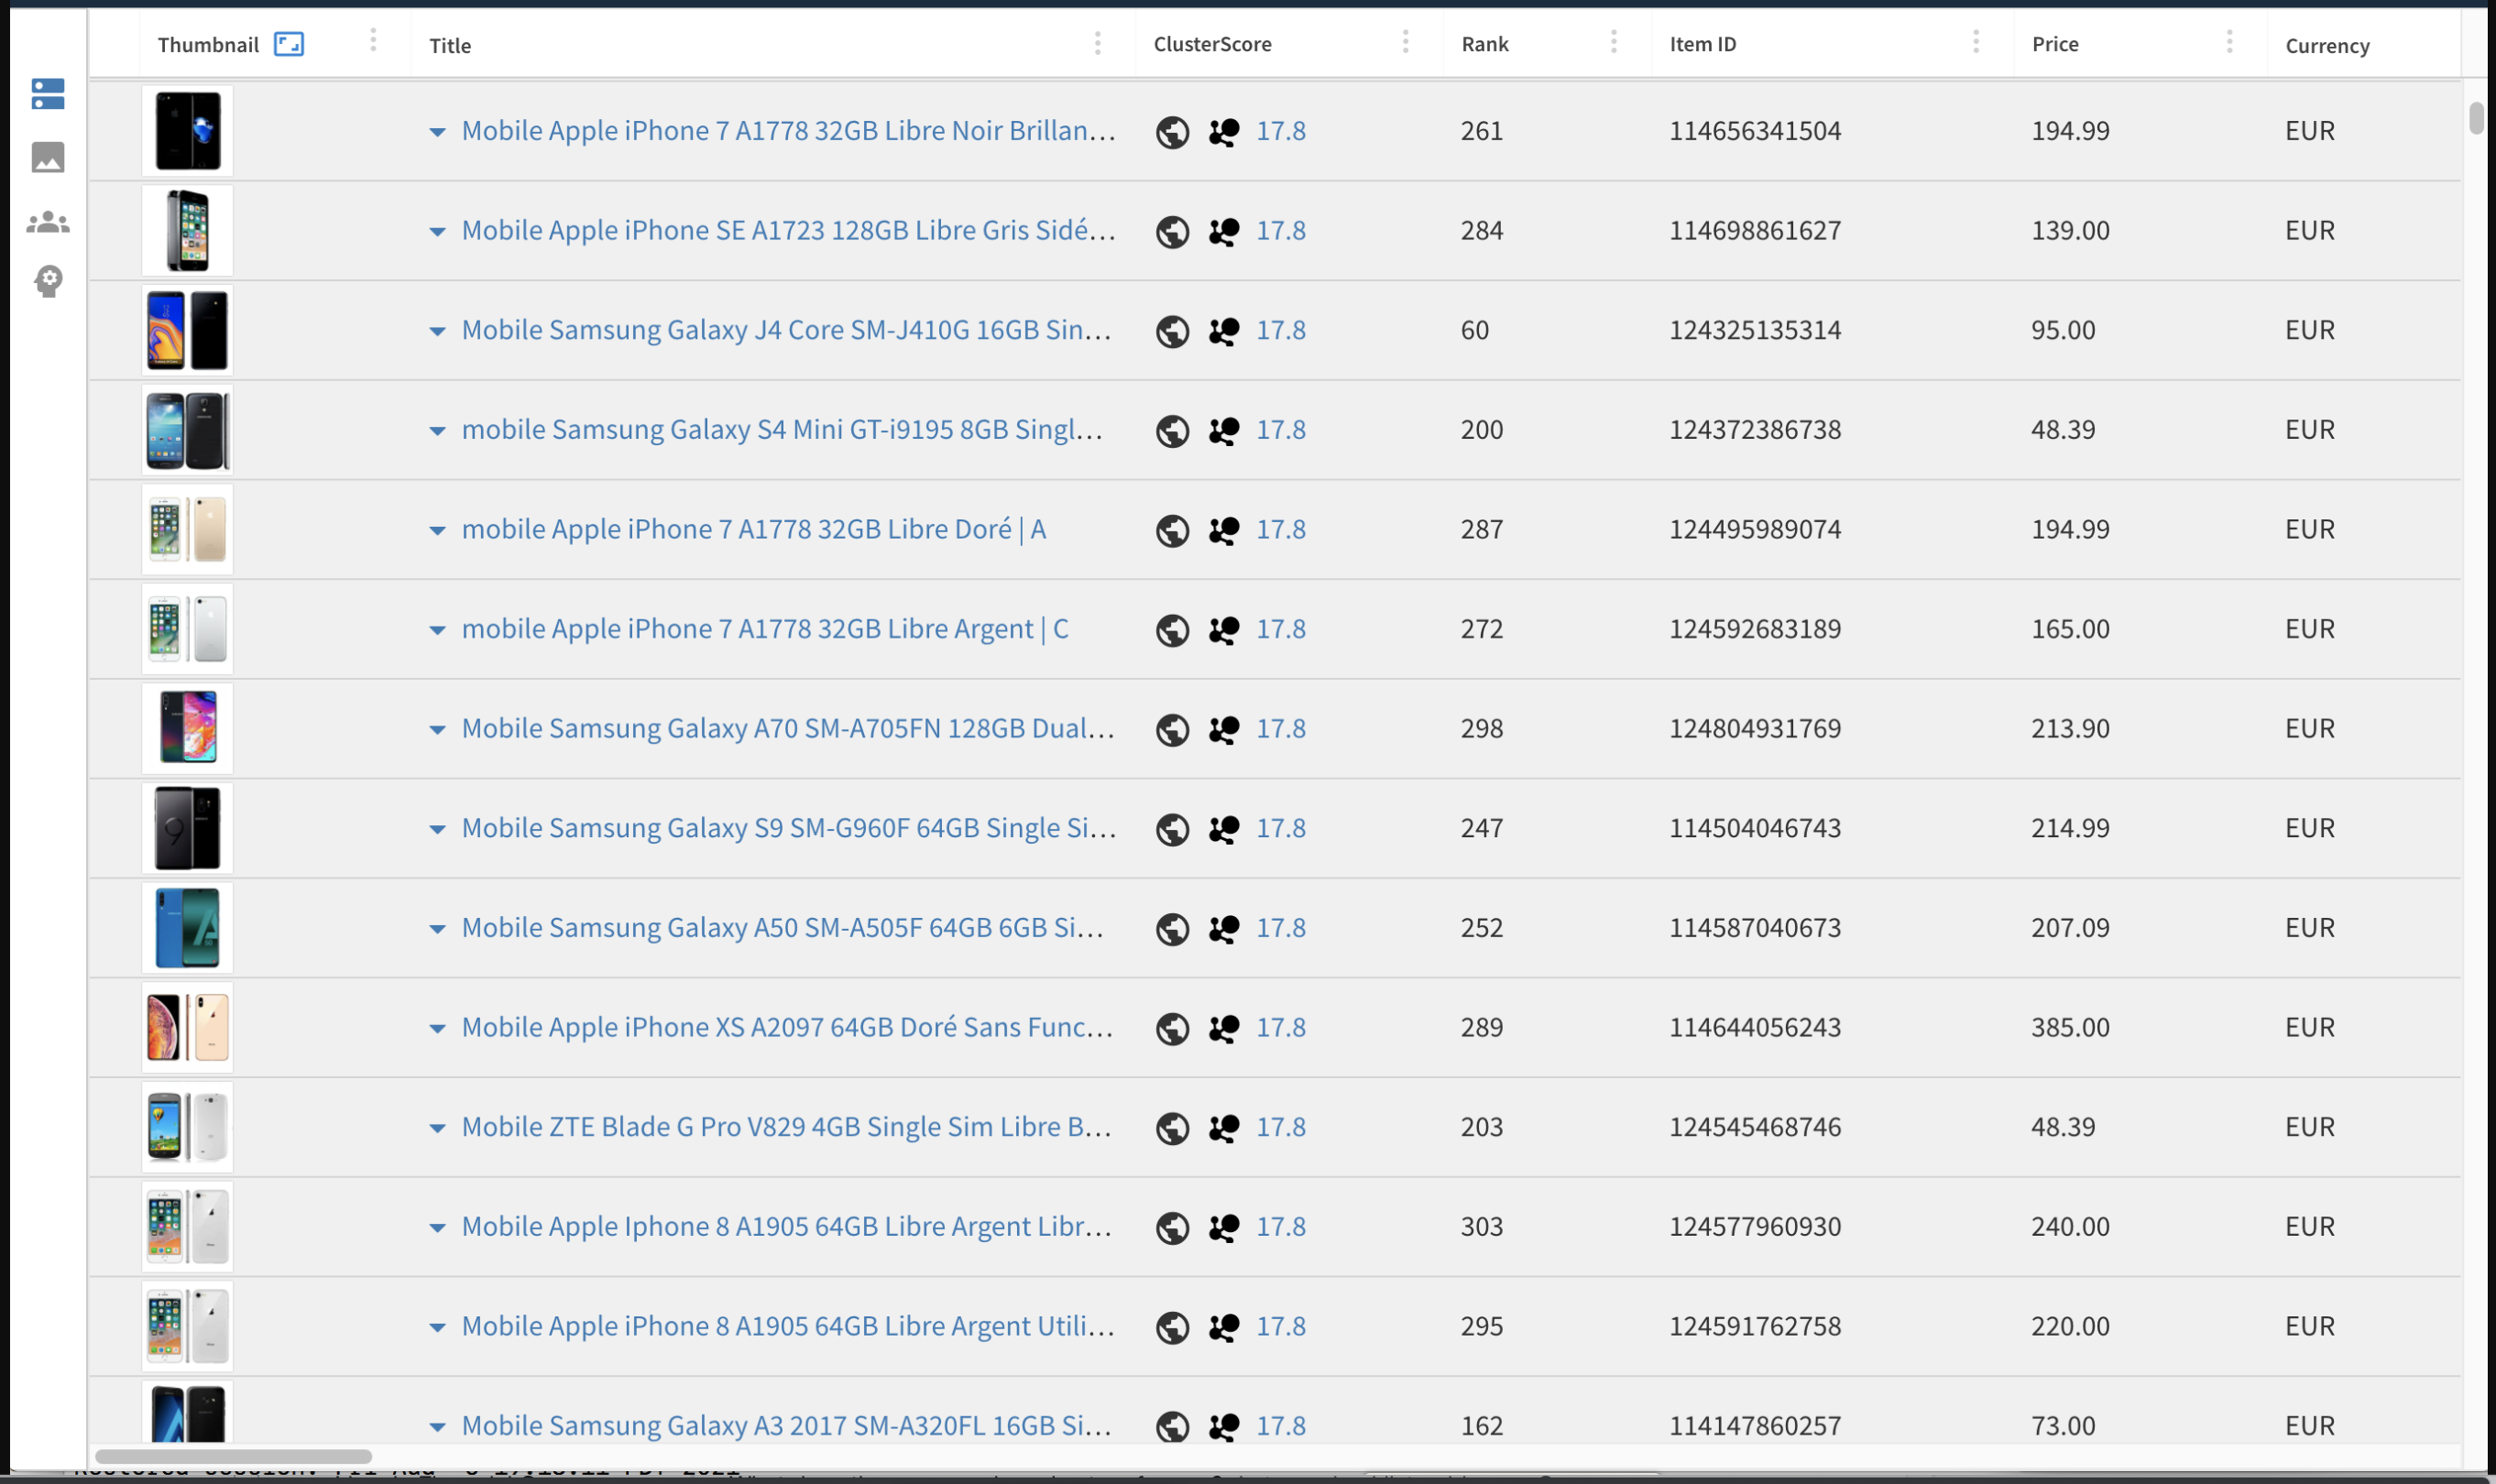 Thumbnail Title ClusterScore Rank Item ID Price Currency
Mobile Apple iPhone 7 A1778 32GB Libre Noir Brillan... 17.8 261 114656341504 194.99 EUR
Mobile Apple iPhone SE A1723 128GB Libre Gris Sidé... 17.8 284 114698861627 139.00 EUR
Mobile Samsung Galaxy J4 Core SM-J410G 16GB Sin... 17.8 60 124325135314 95.00 EUR
mobile Samsung Galaxy S4 Mini GT-i9195 8GB Singl... 17.8 200 124372386738 48.39 EUR
mobile Apple iPhone 7 A1778 32GB Libre Doré | A 17.8 287 124495989074 194.99 EUR
mobile Apple iPhone 7 A1778 32GB Libre Argent | C 17.8 272 124592683189 165.00 EUR
Mobile Samsung Galaxy A70 SM-A705FN 128GB Dual... 17.8 298 124804931769 213.90 EUR
Mobile Samsung Galaxy S9 SM-G960F 64GB Single Si... 17.8 247 114504046743 214.99 EUR
Mobile Samsung Galaxy A50 SM-A505F 64GB 6GB Si... 17.8 252 114587040673 207.09 EUR
Mobile Apple iPhone XS A2097 64GB Doré Sans Func... 17.8 289 114644056243 385.00 EUR
Mobile ZTE Blade G Pro V829 4GB Single Sim Libre B... 17.8 203 124545468746 48.39 EUR
Mobile Apple Iphone 8 A1905 64GB Libre Argent Libr... 17.8 303 124577960930 240.00 EUR
Mobile Apple iPhone 8 A1905 64GB Libre Argent Utili... 17.8 295 124591762758 220.00 EUR
Mobile Samsung Galaxy A3 2017 SM-A320FL 16GB Si... 17.8 162 114147860257 73.00 EUR